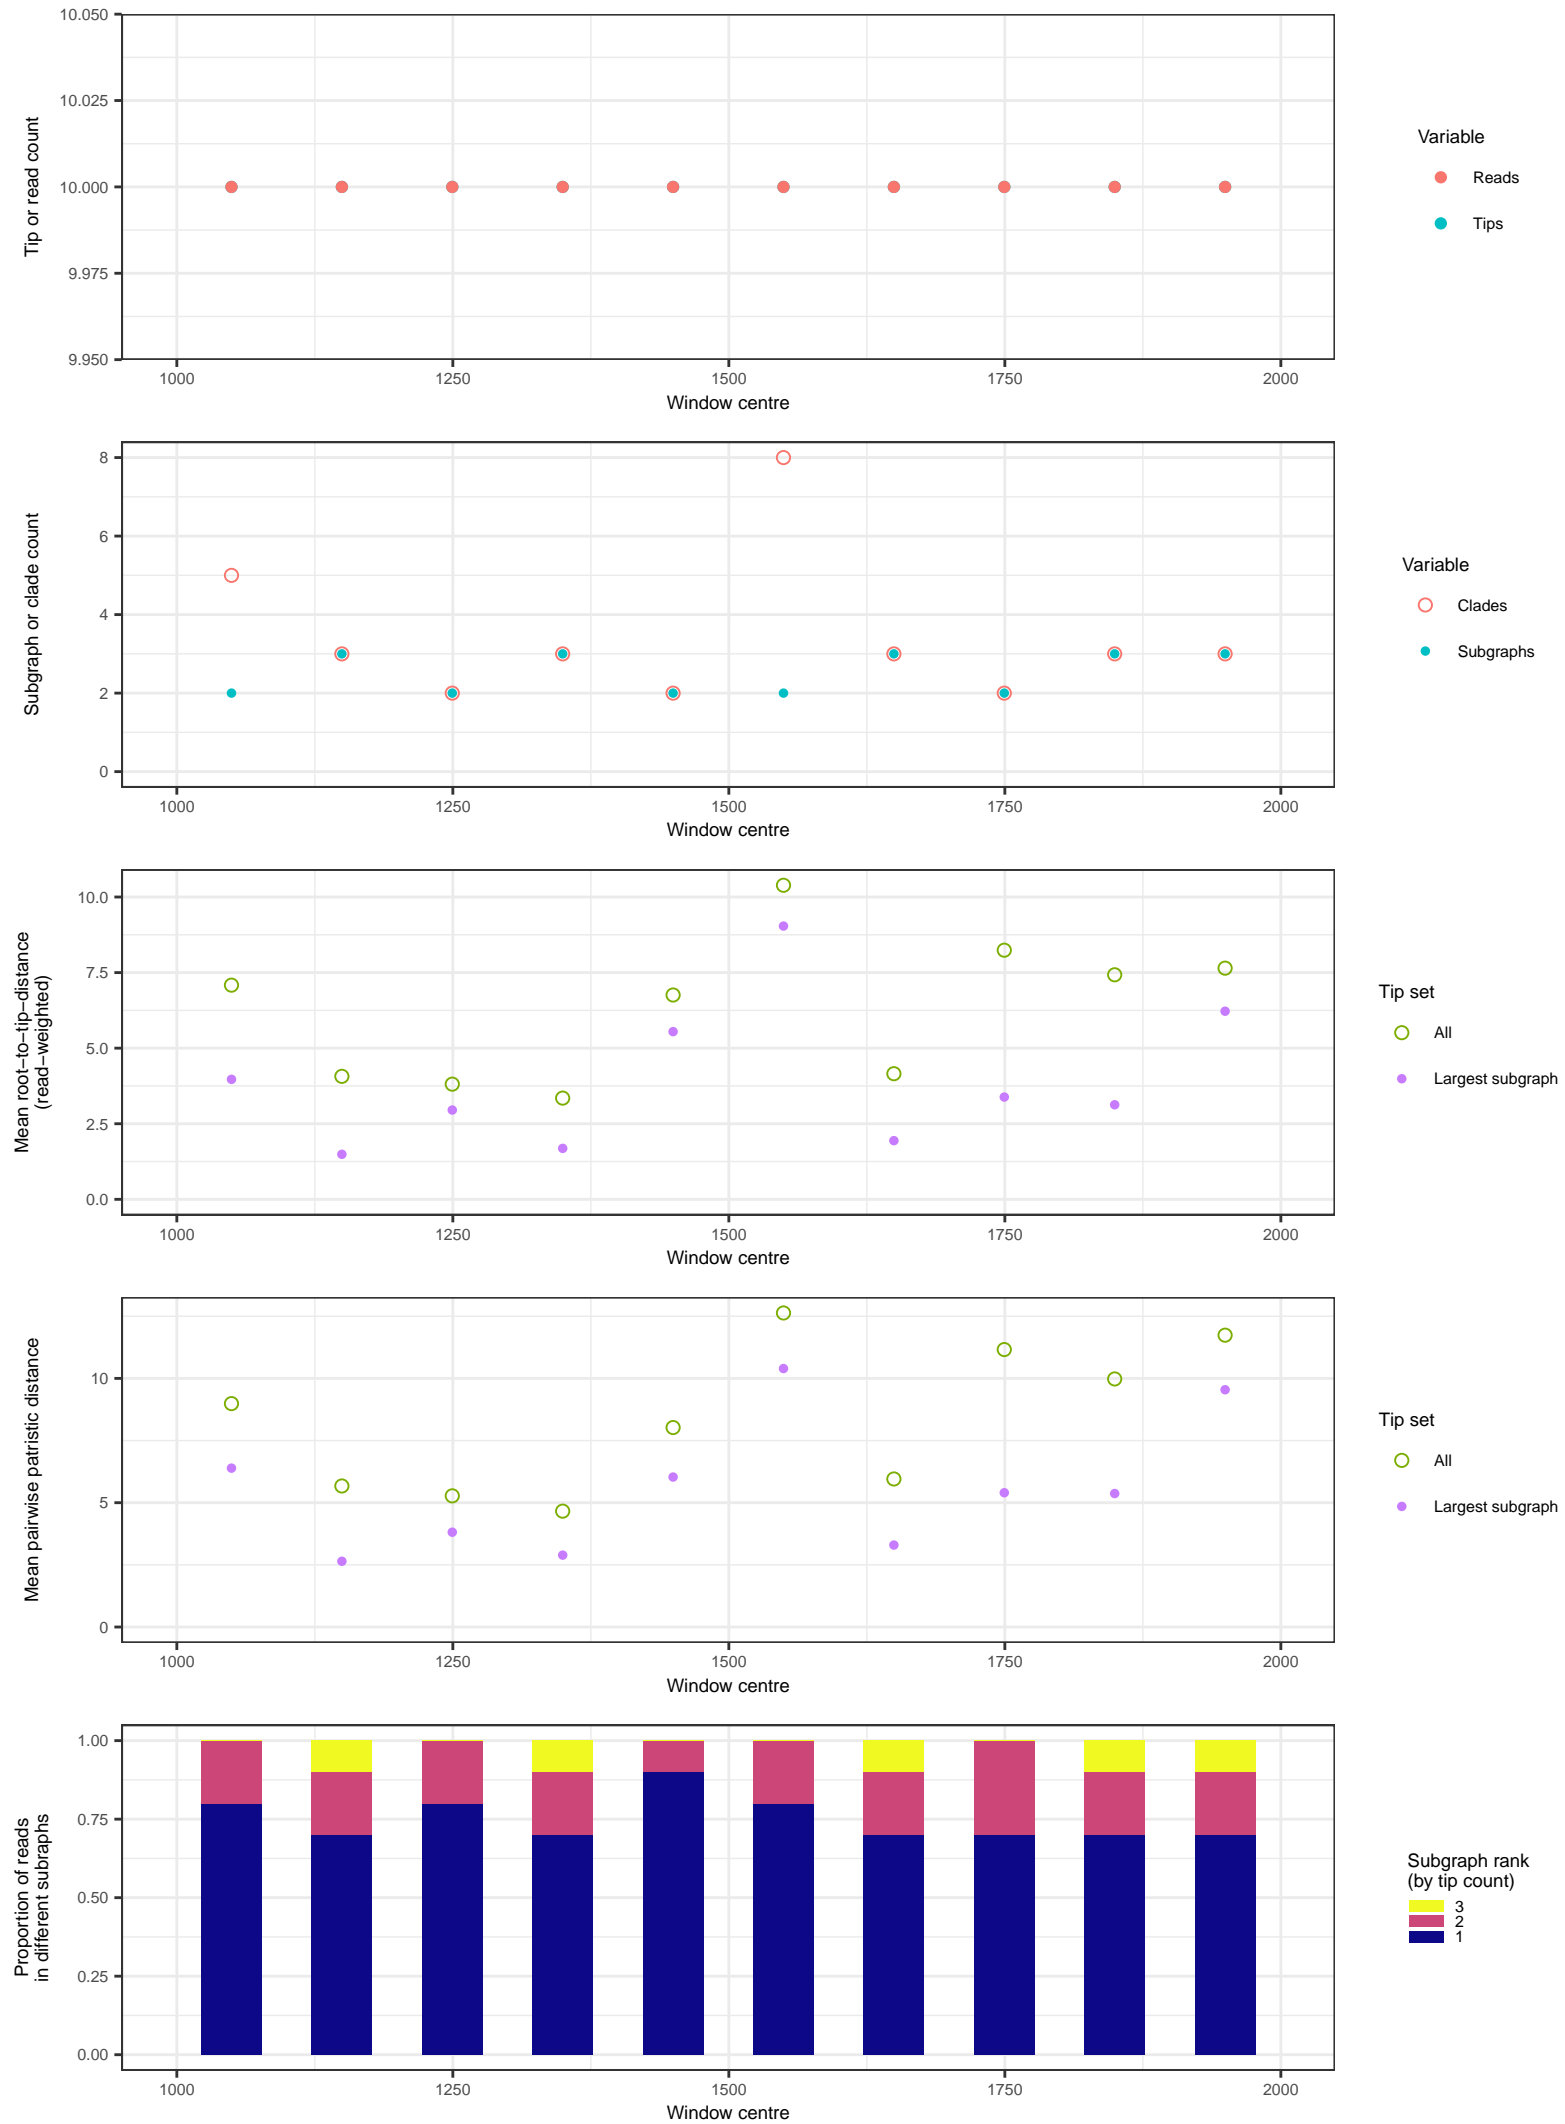 10.050
10.025
10.000
9.975
9.950
Tip or read count
1000 1250 1500 1750 2000
Window centre
Variable
Reads
Tips
8
6
4
2
0
Subgraph or clade count
1000 1250 1500 1750 2000
Window centre
Variable
Clades
Subgraphs
10.0
7.5
5.0
2.5
0.0
Mean root−to−tip−distance
(read−weighted)
1000 1250 1500 1750 2000
Window centre
Tip set
All
Largest subgraph
10
5
0
Mean pairwise patristic distance
1000 1250 1500 1750 2000
Window centre
Tip set
All
Largest subgraph
1.00
0.75
0.50
0.25
0.00
Proportion of reads
in different subraphs
1000 1250 1500 1750 2000
Window centre
Subgraph rank
(by tip count)
3
2
1